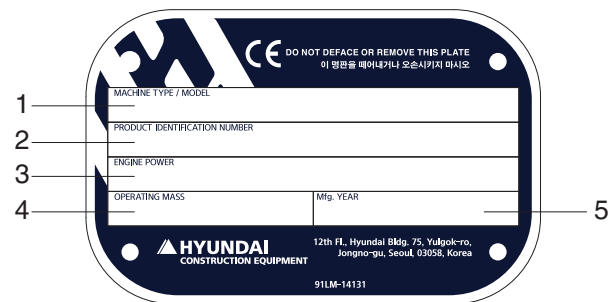 CE DO NOT DEFACE OR REMOVE THIS PLATE
이 명판을 떼어내거나 오손시키지 마시오
1 MACHINE TYPE / MODEL
2 PRODUCT IDENTIFICATION NUMBER
3 ENGINE POWER
4 OPERATING MASS Mfg. YEAR 5
HYUNDAI
CONSTRUCTION EQUIPMENT
12th Fl., Hyundai Bldg. 75, Yulgok-ro,
Jongno-gu, Seoul, 03058, Korea
91LM-14131